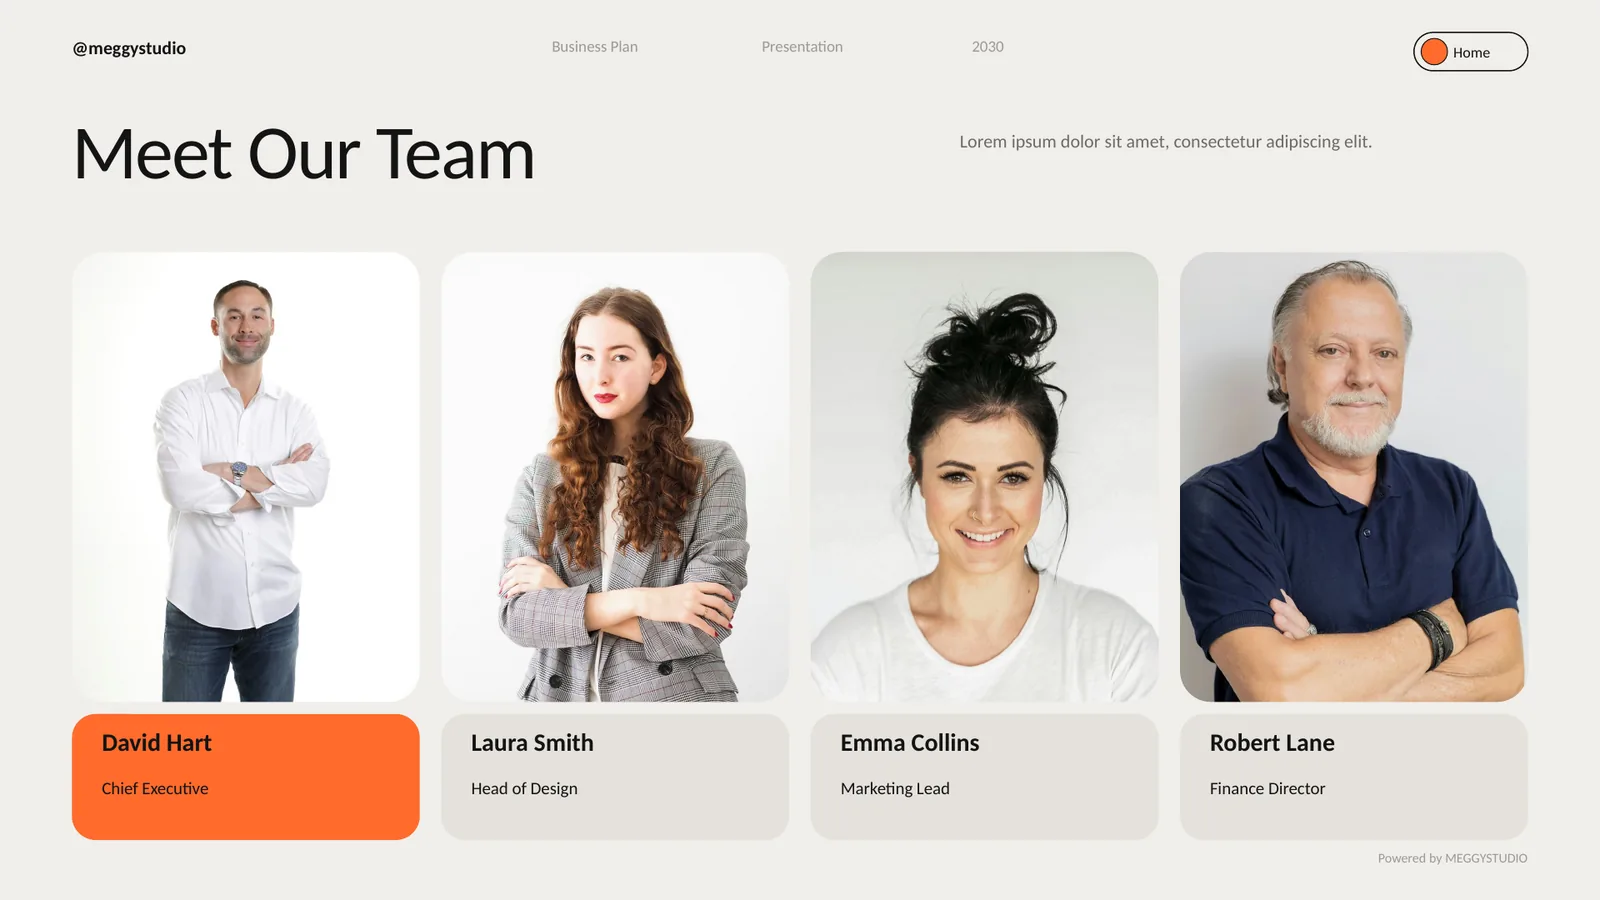 @meggystudio
Business Plan
Presentation
2030
Home
Meet Our Team
Lorem ipsum dolor sit amet, consectetur adipiscing elit.
David Hart
Chief Executive
Laura Smith
Head of Design
Emma Collins
Marketing Lead
Robert Lane
Finance Director
Powered by MEGGYSTUDIO